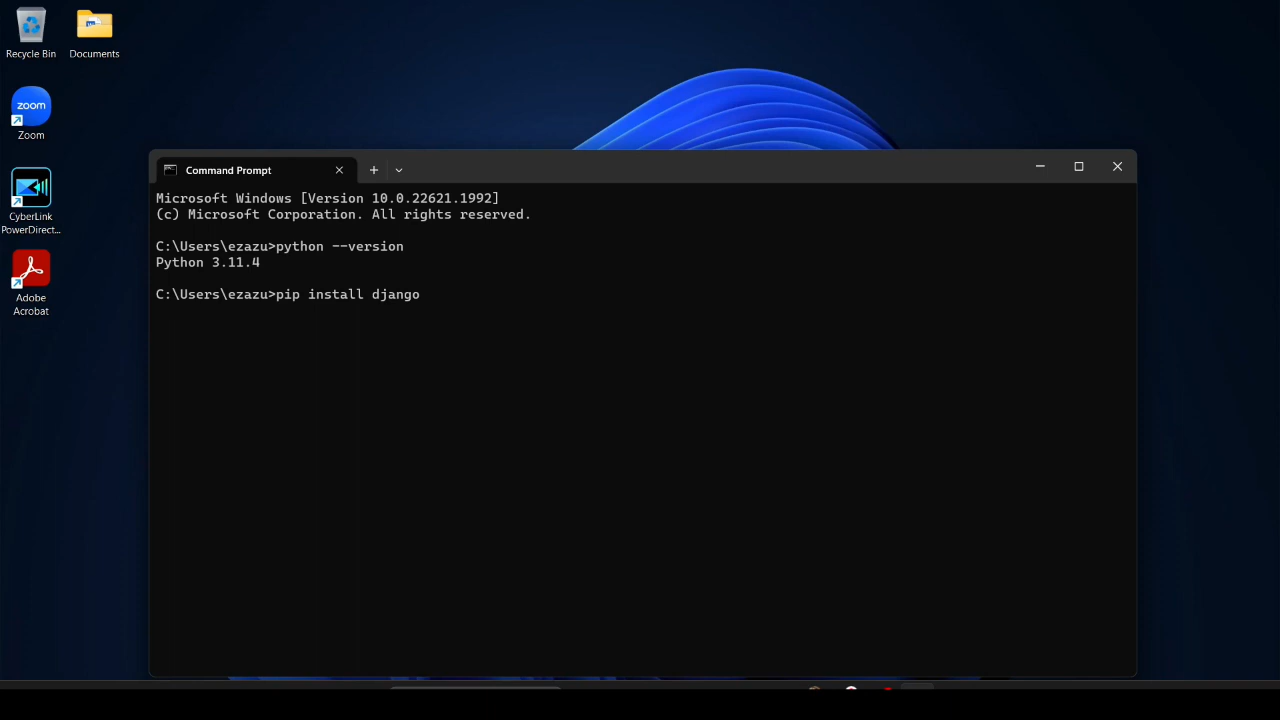 Recycle Bin
Documents
zoom
Zoom
CyberLink
PowerDirect...
Adobe
Acrobat
Command Prompt
Microsoft Windows [Version 10.0.22621.1992]
(c) Microsoft Corporation. All rights reserved.
C:\Users\ezazu>python --version
Python 3.11.4
C:\Users\ezazu>pip install django